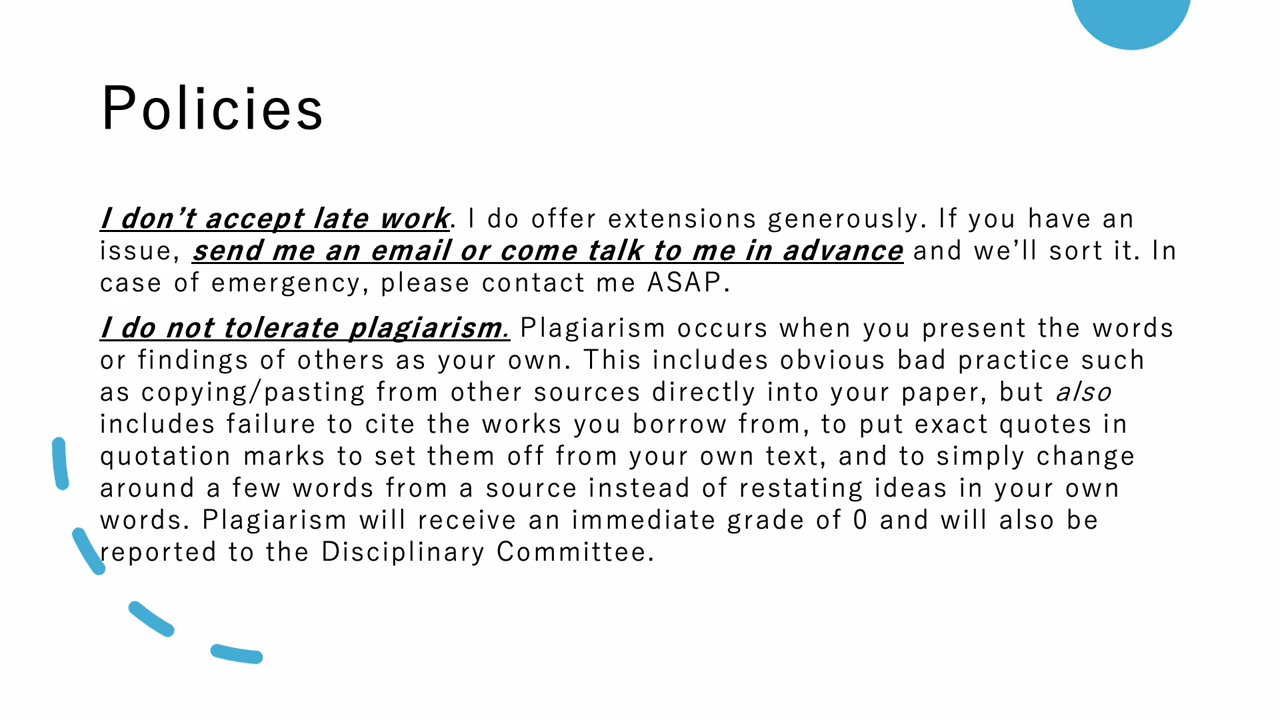 Policies
I don’t accept late work. I do offer extensions generously. If you have an
issue, send me an email or come talk to me in advance and we’ll sort it. In
case of emergency, please contact me ASAP.
I do not tolerate plagiarism. Plagiarism occurs when you present the words
or findings of others as your own. This includes obvious bad practice such
as copying/pasting from other sources directly into your paper, but also
includes failure to cite the works you borrow from, to put exact quotes in
quotation marks to set them off from your own text, and to simply change
around a few words from a source instead of restating ideas in your own
words. Plagiarism will receive an immediate grade of 0 and will also be
reported to the Disciplinary Committee.